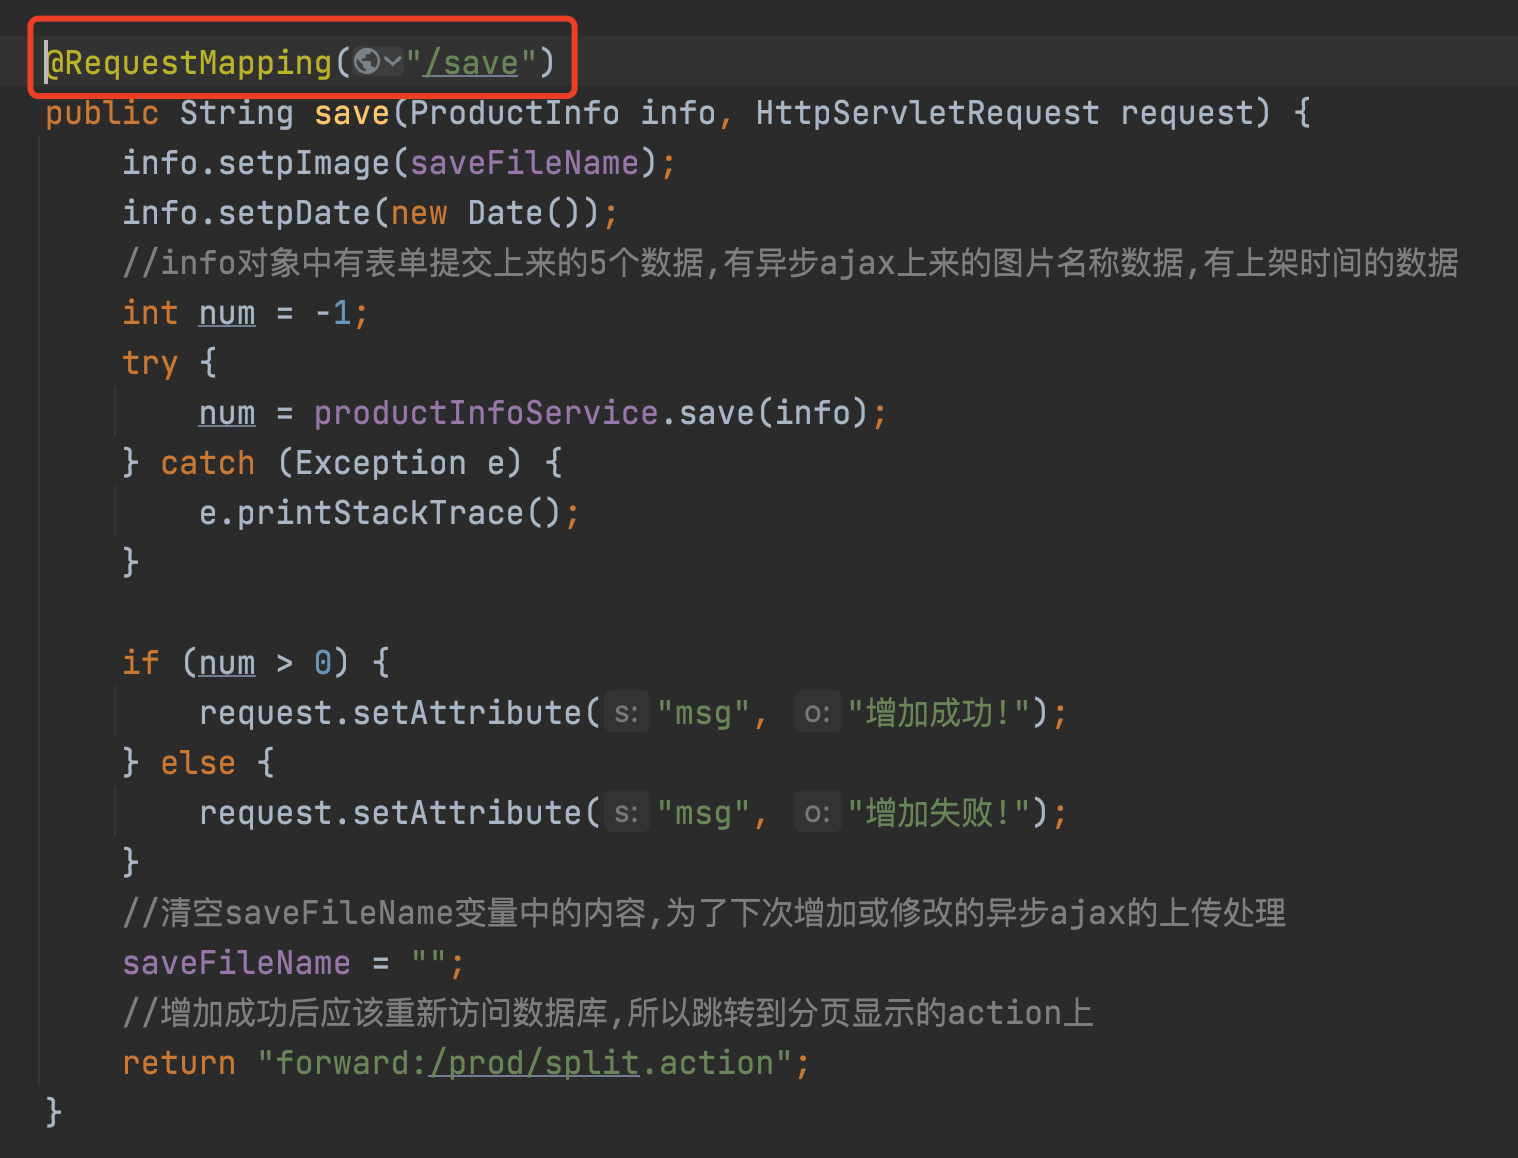 @RequestMapping("/save")
public String save(ProductInfo info, HttpServletRequest request) {
info.setpImage(saveFileName);
info.setpDate(new Date());
//info对象中有表单提交上来的5个数据,有异步ajax上来的图片名称数据,有上架时间的数据
int num = -1;
try {
num = productInfoService.save(info);
} catch (Exception e) {
e.printStackTrace();
}
if (num > 0) {
request.setAttribute( s: "msg", o: "增加成功!");
} else {
request.setAttribute( s: "msg", o: "增加失败!");
}
//清空saveFileName变量中的内容,为了下次增加或修改的异步ajax的上传处理
saveFileName = "";
//增加成功后应该重新访问数据库,所以跳转到分页显示的action上
return "forward:/prod/split.action";
}